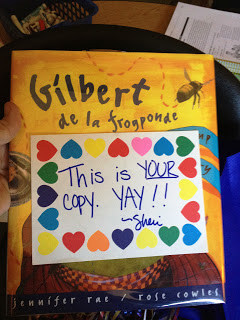 Gilbert
de la frogponde
This is YOUR
COPY. YAY!!
~Sheri
jennifer rae / rose cowles